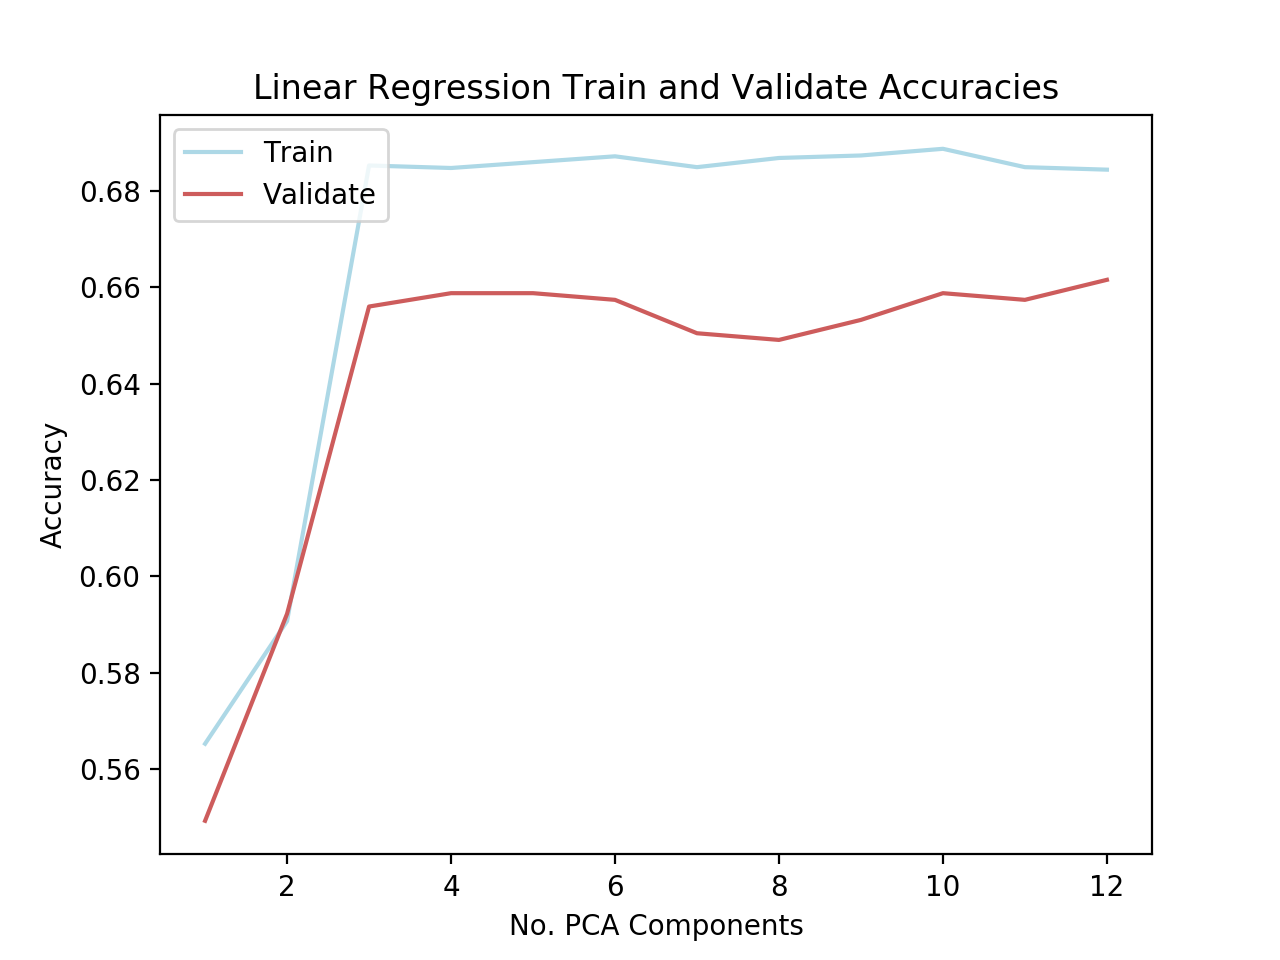 Linear Regression Train and Validate Accuracies
Train
Validate
0.68
0.66
0.64
0.62
0.60
0.58
0.56
Accuracy
2 4 6 8 10 12
No. PCA Components